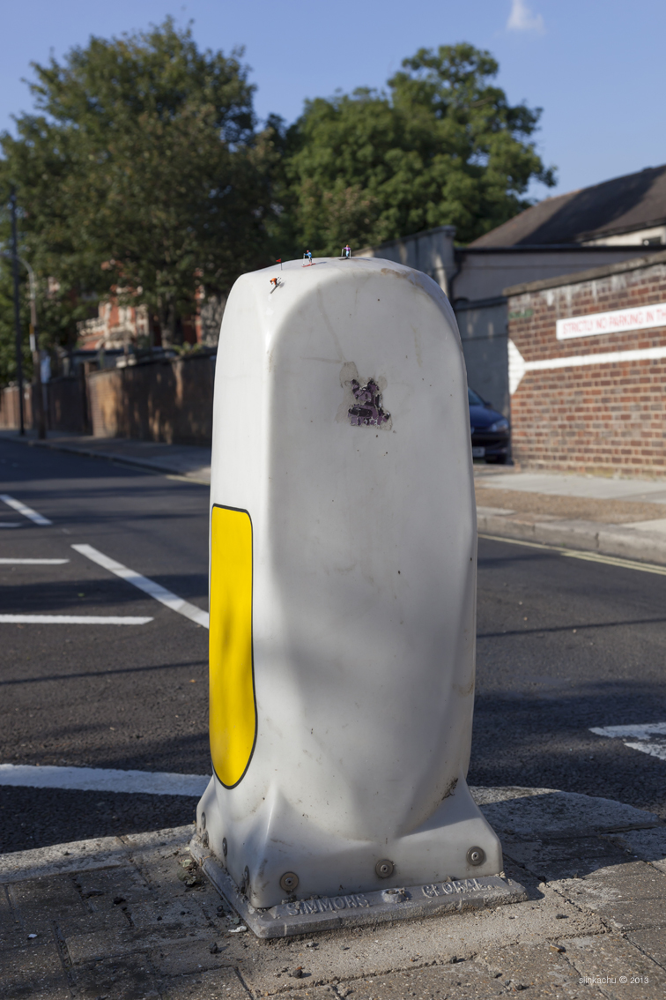 STRICTLY NO PARKING IN TH
SIMMONS GLOBAL
slinkachu © 2013